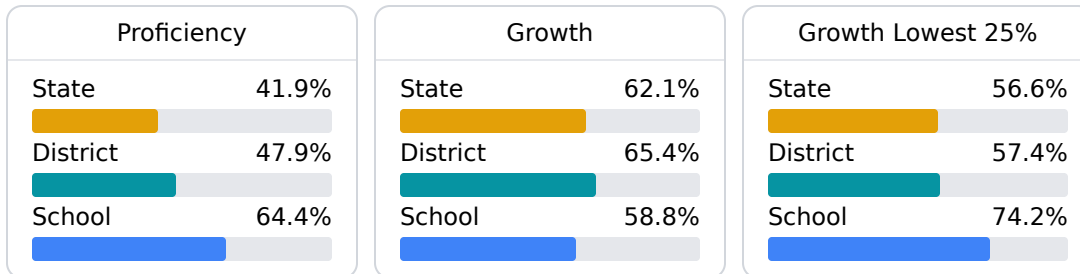 Proficiency
State 41.9%
District 47.9%
School 64.4%
Growth
State 62.1%
District 65.4%
School 58.8%
Growth Lowest 25%
State 56.6%
District 57.4%
School 74.2%